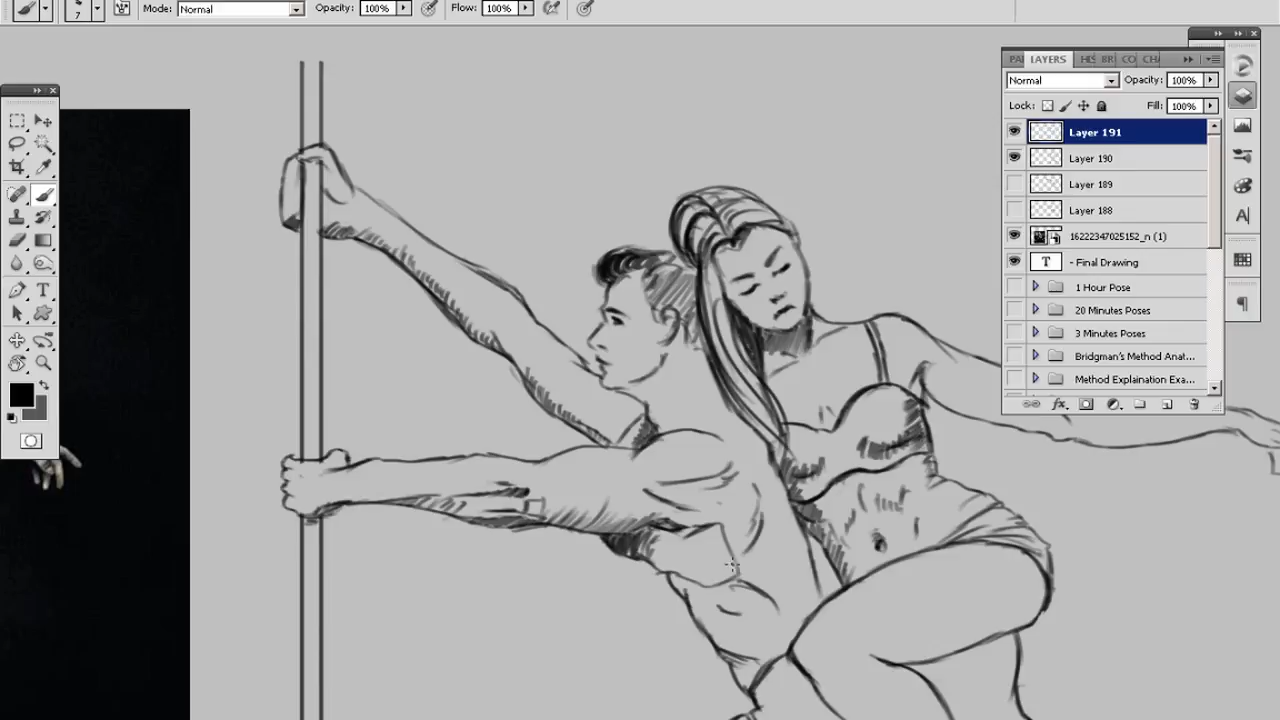 7
Mode: Normal Opacity: 100% Flow: 100%
LAYERS
Normal Opacity: 100%
Lock: Fill: 100%
Layer 191
Layer 190
Layer 189
Layer 188
16222347025152_n (1)
T - Final Drawing
1 Hour Pose
20 Minutes Poses
3 Minutes Poses
Bridgman's Method Anat...
Method Explaination Exa...
fx